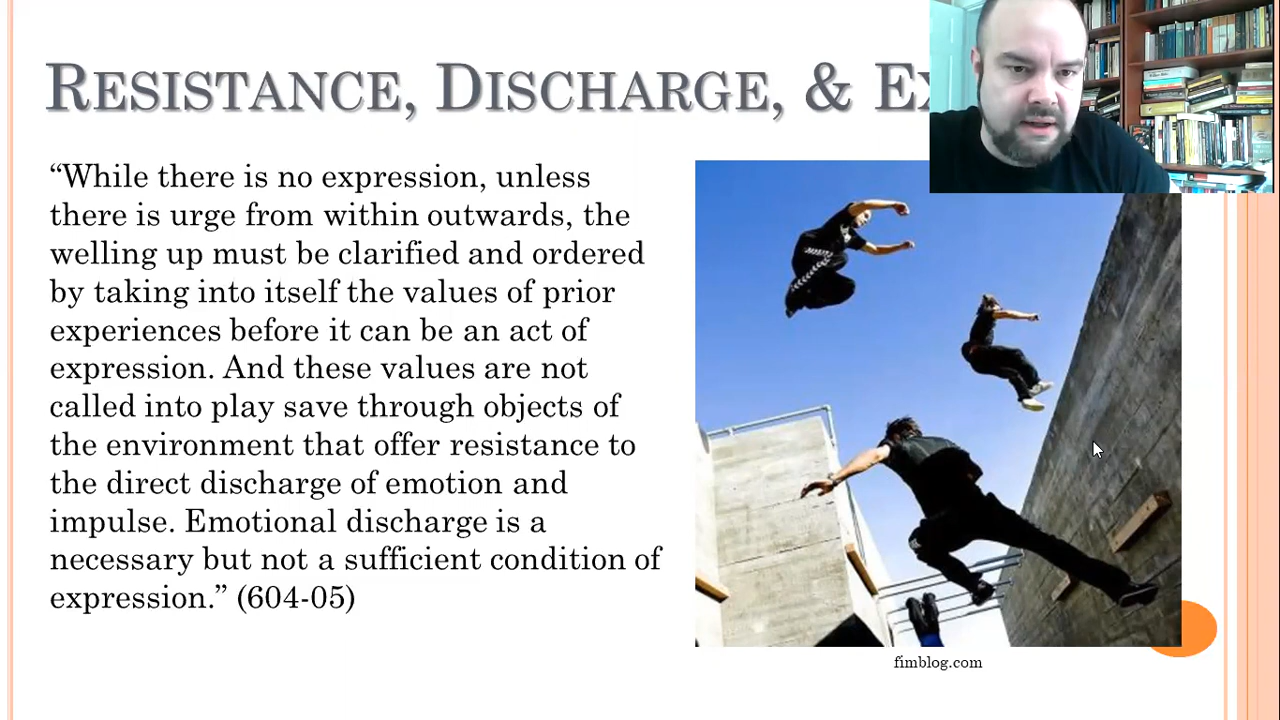 RESISTANCE, DISCHARGE, & EX
“While there is no expression, unless
there is urge from within outwards, the
welling up must be clarified and ordered
by taking into itself the values of prior
experiences before it can be an act of
expression. And these values are not
called into play save through objects of
the environment that offer resistance to
the direct discharge of emotion and
impulse. Emotional discharge is a
necessary but not a sufficient condition of
expression.” (604-05)
fimblog.com